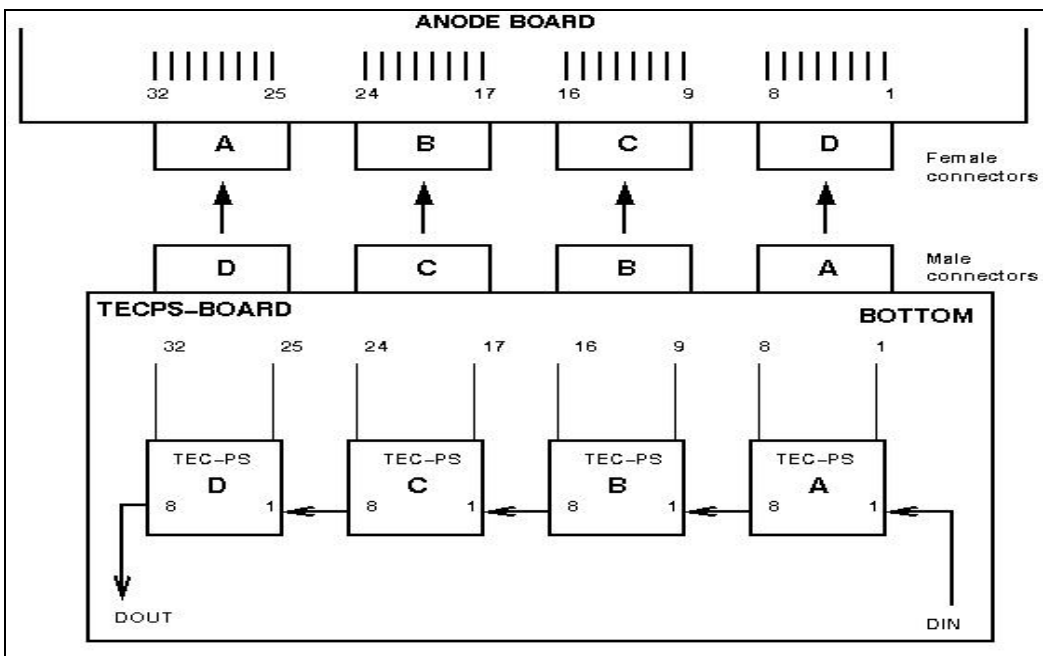 ANODE BOARD
32 25 24 17 16 9 8 1
A B C D
Female
connectors
D C B A
Male
connectors
TECPS-BOARD
BOTTOM
32 25 24 17 16 9 8 1
TEC-PS TEC-PS TEC-PS TEC-PS
D C B A
8 1 8 1 8 1 8 1
DOUT DIN